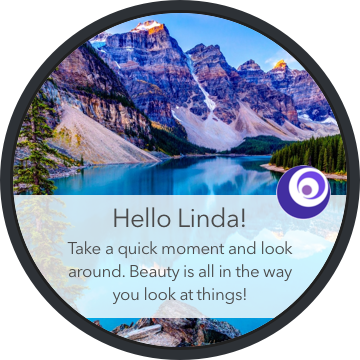 Hello Linda!
Take a quick moment and look
around. Beauty is all in the way
you look at things!